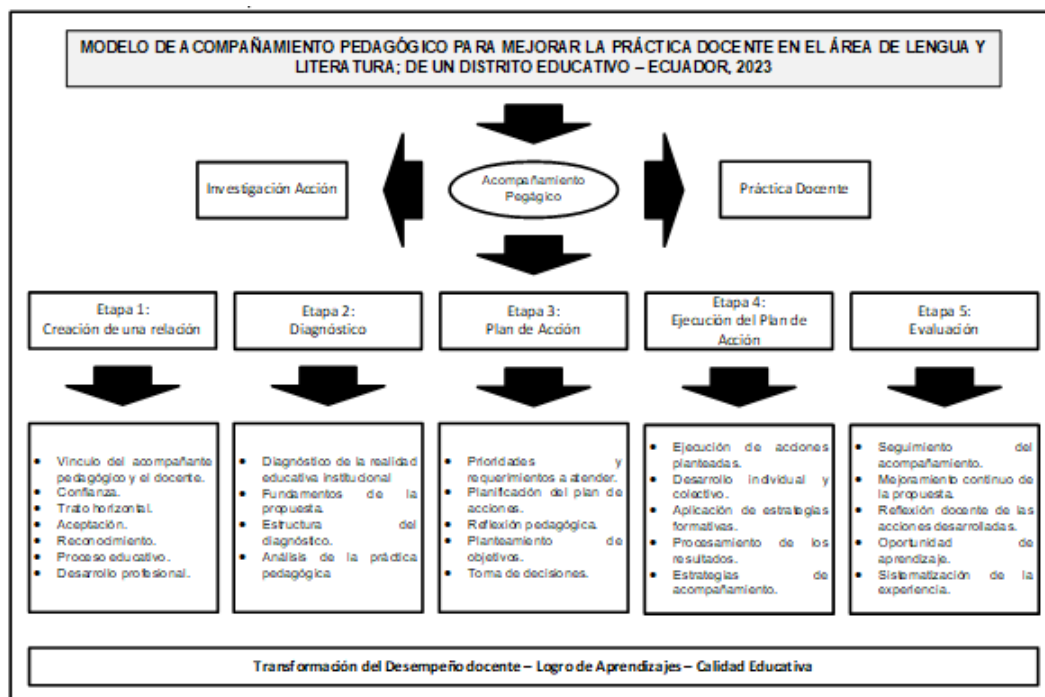 MODELO DE ACOMPAÑAMIENTO PEDAGÓGICO PARA MEJORAR LA PRÁCTICA DOCENTE EN EL ÁREA DE LENGUA Y
LITERATURA; DE UN DISTRITO EDUCATIVO – ECUADOR, 2023
Investigación Acción
Acompañamiento
Pegágico
Práctica Docente
Etapa 1:
Creación de una relación
Etapa 2:
Diagnóstico
Etapa 3:
Plan de Acción
Etapa 4:
Ejecución del Plan de
Acción
Etapa 5:
Evaluación
• Vinculo del acompañante
pedagógico y el docente.
• Confianza.
• Trato horizontal.
• Aceptación.
• Reconocimiento.
• Proceso educativo.
• Desarrollo profesional.
• Diagnóstico de la realidad
educativa institucional
• Fundamentos de la
propuesta.
• Estructura del
diagnóstico.
• Análisis de la práctica
pedagógica
• Prioridades y
requerimientos a atender.
• Planificación del plan de
acciones.
• Reflexión pedagógica.
• Planteamiento de
objetivos.
• Toma de decisiones.
• Ejecución de acciones
planteadas.
• Desarrollo individual y
colectivo.
• Aplicación de estrategias
formativas.
• Procesamiento de los
resultados.
• Estrategias de
acompañamiento.
• Seguimiento del
acompañamiento.
• Mejoramiento continuo de
la propuesta.
• Reflexión docente de las
acciones desarrolladas.
• Oportunidad de
aprendizaje.
• Sistematización de la
experiencia.
Transformación del Desempeño docente – Logro de Aprendizajes – Calidad Educativa